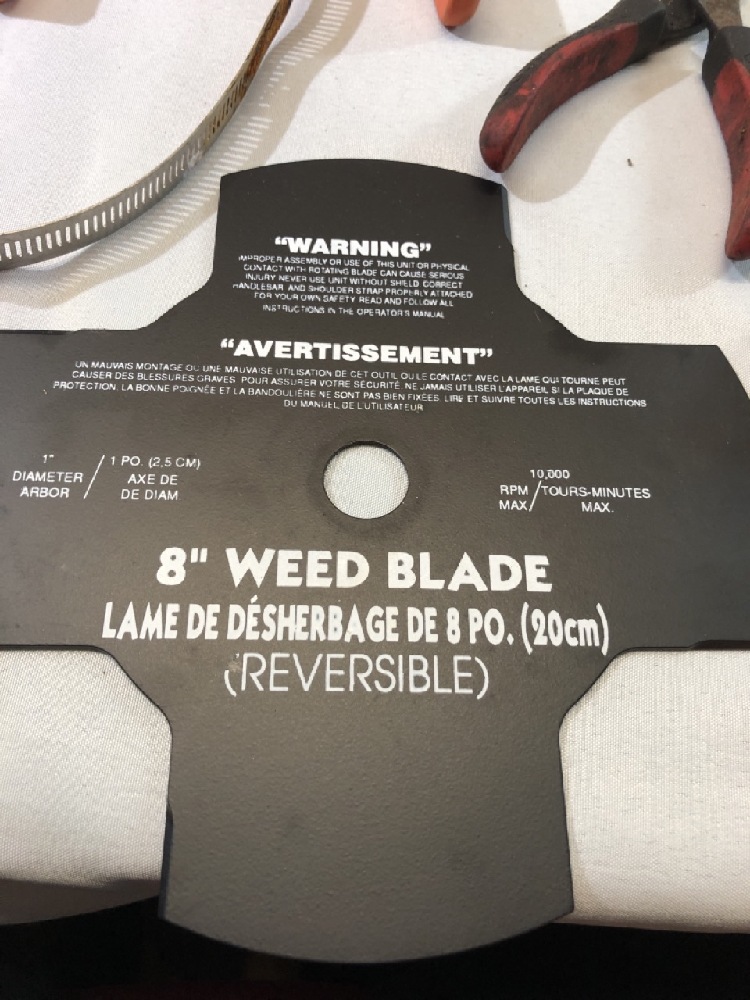 "WARNING"
IMPROPER ASSEMBLY OR USE OF THIS UNIT OR PHYSICAL
CONTACT WITH ROTATING BLADE CAN CAUSE SERIOUS
INJURY NEVER USE UNIT WITHOUT SHIELD CORRECT
HANDLEBAR AND SHOULDER STRAP PROPERLY ATTACHED
FOR YOUR OWN SAFETY READ AND FOLLOW ALL
INSTRUCTIONS IN THE OPERATOR'S MANUAL
"AVERTISSEMENT"
UN MAUVAIS MONTAGE OU UNE MAUVAISE UTILISATION DE CET OUTIL OU LE CONTACT AVEC LA LAME QUI TOURNE PEUT
CAUSER DES BLESSURES GRAVES. POUR ASSURER VOTRE SÉCURITÉ NE JAMAIS UTILISER L'APPAREIL SI LA PLAQUE DE
PROTECTION, LA BONNE POIGNÉE ET LA BANDOULIÈRE NE SONT PAS BIEN FIXÉES. LIRE ET SUIVRE TOUTES LES INSTRUCTIONS
DU MANUEL DE L'UTILISATEUR
1" / 1 PO. (2,5 CM)
DIAMETER / AXE DE
ARBOR DE DIAM
10,000
RPM / TOURS-MINUTES
MAX / MAX.
8" WEED BLADE
LAME DE DÉSHERBAGE DE 8 PO. (20cm)
(REVERSIBLE)